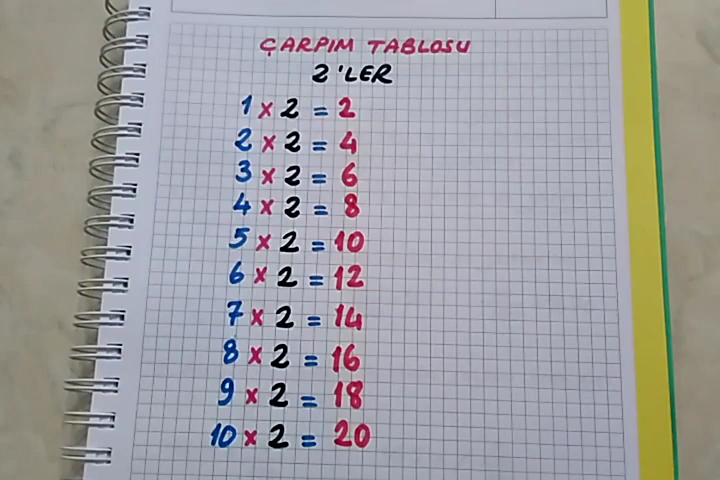 ÇARPIM TABLOSU
2'LER
1 x 2 = 2
2 x 2 = 4
3 x 2 = 6
4 x 2 = 8
5 x 2 = 10
6 x 2 = 12
7 x 2 = 14
8 x 2 = 16
9 x 2 = 18
10 x 2 = 20